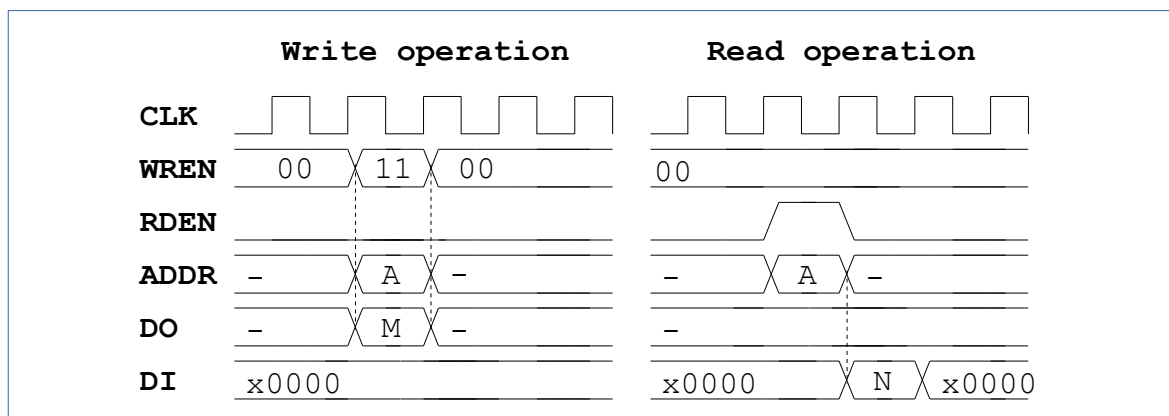 Write operation Read operation
CLK
WREN 00 11 00 00
RDEN
ADDR - A - - A -
DO - M - -
DI x0000 x0000 N x0000